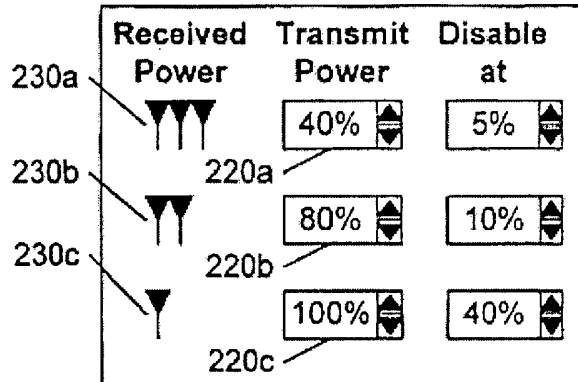 Received Transmit Disable
Power Power at
230a
40% 5%
220a
230b
80% 10%
220b
230c
100% 40%
220c